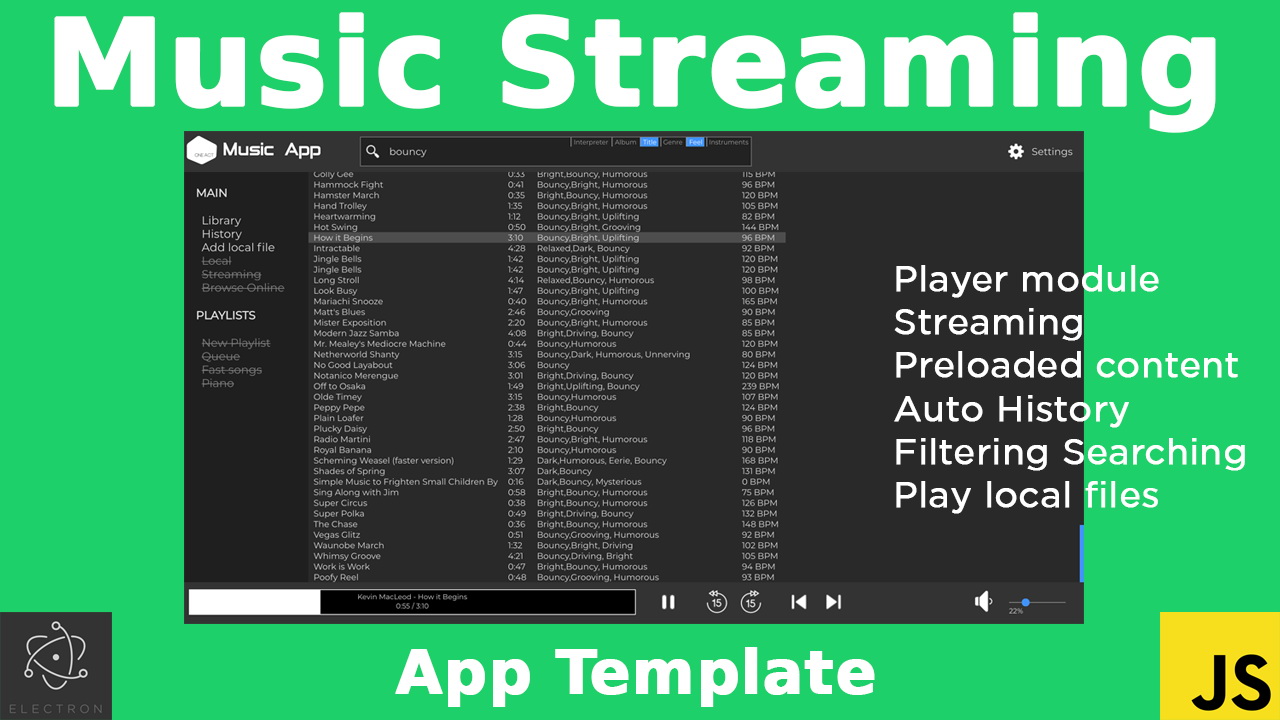 Music Streaming
Music App
bouncy
Interpreter Album Title Genre Feel Instruments
Settings
MAIN
Library
History
Add local file
Local
Streaming
Browse Online
PLAYLISTS
New Playlist
Queue
Fast songs
Piano
Golly Gee 0:33 Bright,Bouncy, Humorous 115 BPM
Hammock Fight 0:41 Bouncy,Bright, Humorous 96 BPM
Hamster March 0:35 Bouncy,Bright, Humorous 120 BPM
Hand Trolley 1:35 Bouncy,Bright, Humorous 105 BPM
Heartwarming 1:12 Bouncy,Bright, Uplifting 82 BPM
Hot Swing 0:50 Bouncy,Bright, Grooving 144 BPM
How it Begins 3:10 Bouncy,Bright, Uplifting 96 BPM
Intractable 4:28 Relaxed,Dark, Bouncy 92 BPM
Jingle Bells 1:42 Bouncy,Bright, Uplifting 120 BPM
Jingle Bells 1:42 Bouncy,Bright, Uplifting 120 BPM
Long Stroll 4:14 Relaxed,Bouncy, Humorous 98 BPM
Look Busy 1:47 Bouncy,Bright, Uplifting 100 BPM
Mariachi Snooze 0:40 Bouncy,Bright, Humorous 165 BPM
Matt's Blues 2:46 Bouncy,Grooving 90 BPM
Mister Exposition 2:20 Bouncy,Bright, Humorous 85 BPM
Modern Jazz Samba 4:08 Bright,Driving, Bouncy 85 BPM
Mr. Mealey's Mediocre Machine 0:44 Bouncy,Humorous 120 BPM
Netherworld Shanty 3:15 Bouncy,Dark, Humorous, Unnerving 80 BPM
No Good Layabout 3:06 Bouncy 124 BPM
Notanico Merengue 3:01 Bright,Driving, Bouncy 120 BPM
Off to Osaka 1:49 Bright,Uplifting, Bouncy 239 BPM
Olde Timey 3:15 Bouncy,Humorous 107 BPM
Peppy Pepe 2:38 Bright,Bouncy 124 BPM
Plain Loafer 1:28 Bouncy,Humorous 90 BPM
Plucky Daisy 2:50 Bright,Bouncy 96 BPM
Radio Martini 2:47 Bouncy,Bright, Humorous 118 BPM
Royal Banana 2:10 Bouncy,Humorous 90 BPM
Scheming Weasel (faster version) 1:29 Dark,Humorous, Eerie, Bouncy 168 BPM
Shades of Spring 3:07 Dark,Bouncy 131 BPM
Simple Music to Frighten Small Children By 0:16 Dark,Bouncy, Mysterious 0 BPM
Sing Along with Jim 0:58 Bouncy,Bright, Humorous 75 BPM
Super Circus 0:38 Bouncy,Bright, Humorous 126 BPM
Super Polka 0:49 Bright,Driving, Bouncy 132 BPM
The Chase 0:36 Bouncy,Bright, Humorous 148 BPM
Vegas Glitz 0:51 Bouncy,Grooving, Humorous 92 BPM
Waunobe March 1:32 Bouncy,Bright, Driving 102 BPM
Whimsy Groove 4:21 Bouncy,Driving, Bright 105 BPM
Work is Work 0:47 Bouncy,Bright, Humorous 94 BPM
Poofy Reel 0:48 Bouncy,Grooving, Humorous 93 BPM
Player module
Streaming
Preloaded content
Auto History
Filtering Searching
Play local files
Kevin MacLeod - How it Begins
0:55 / 3:10
15 15
22%
ELECTRON
App Template
JS